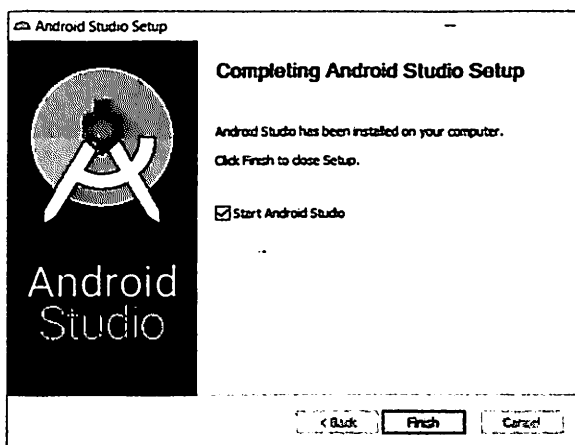 Android Studio Setup
Completing Android Studio Setup
Android Studio has been installed on your computer.
Click Finish to close Setup.
Start Android Studio
Android
Studio
< Back Finish Cancel